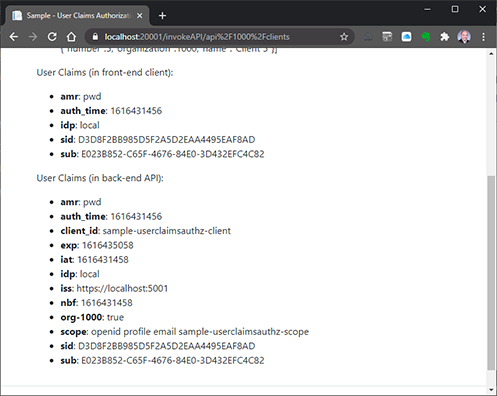 Sample - User Claims Authorizati
localhost:20001/invokeAPI/api%2F1000%2Fclients
{"number":3,"organization":1000,"name":"Client 3"}]
User Claims (in front-end client):
amr: pwd
auth_time: 1616431456
idp: local
sid: D3D8F2BB985D5F2A5D2EAA4495EAF8AD
sub: E023B852-C65F-4676-84E0-3D432EFC4C82
User Claims (in back-end API):
amr: pwd
auth_time: 1616431456
client_id: sample-userclaimsauthz-client
exp: 1616435058
iat: 1616431458
idp: local
iss: https://localhost:5001
nbf: 1616431458
org-1000: true
scope: openid profile email sample-userclaimsauthz-scope
sid: D3D8F2BB985D5F2A5D2EAA4495EAF8AD
sub: E023B852-C65F-4676-84E0-3D432EFC4C82